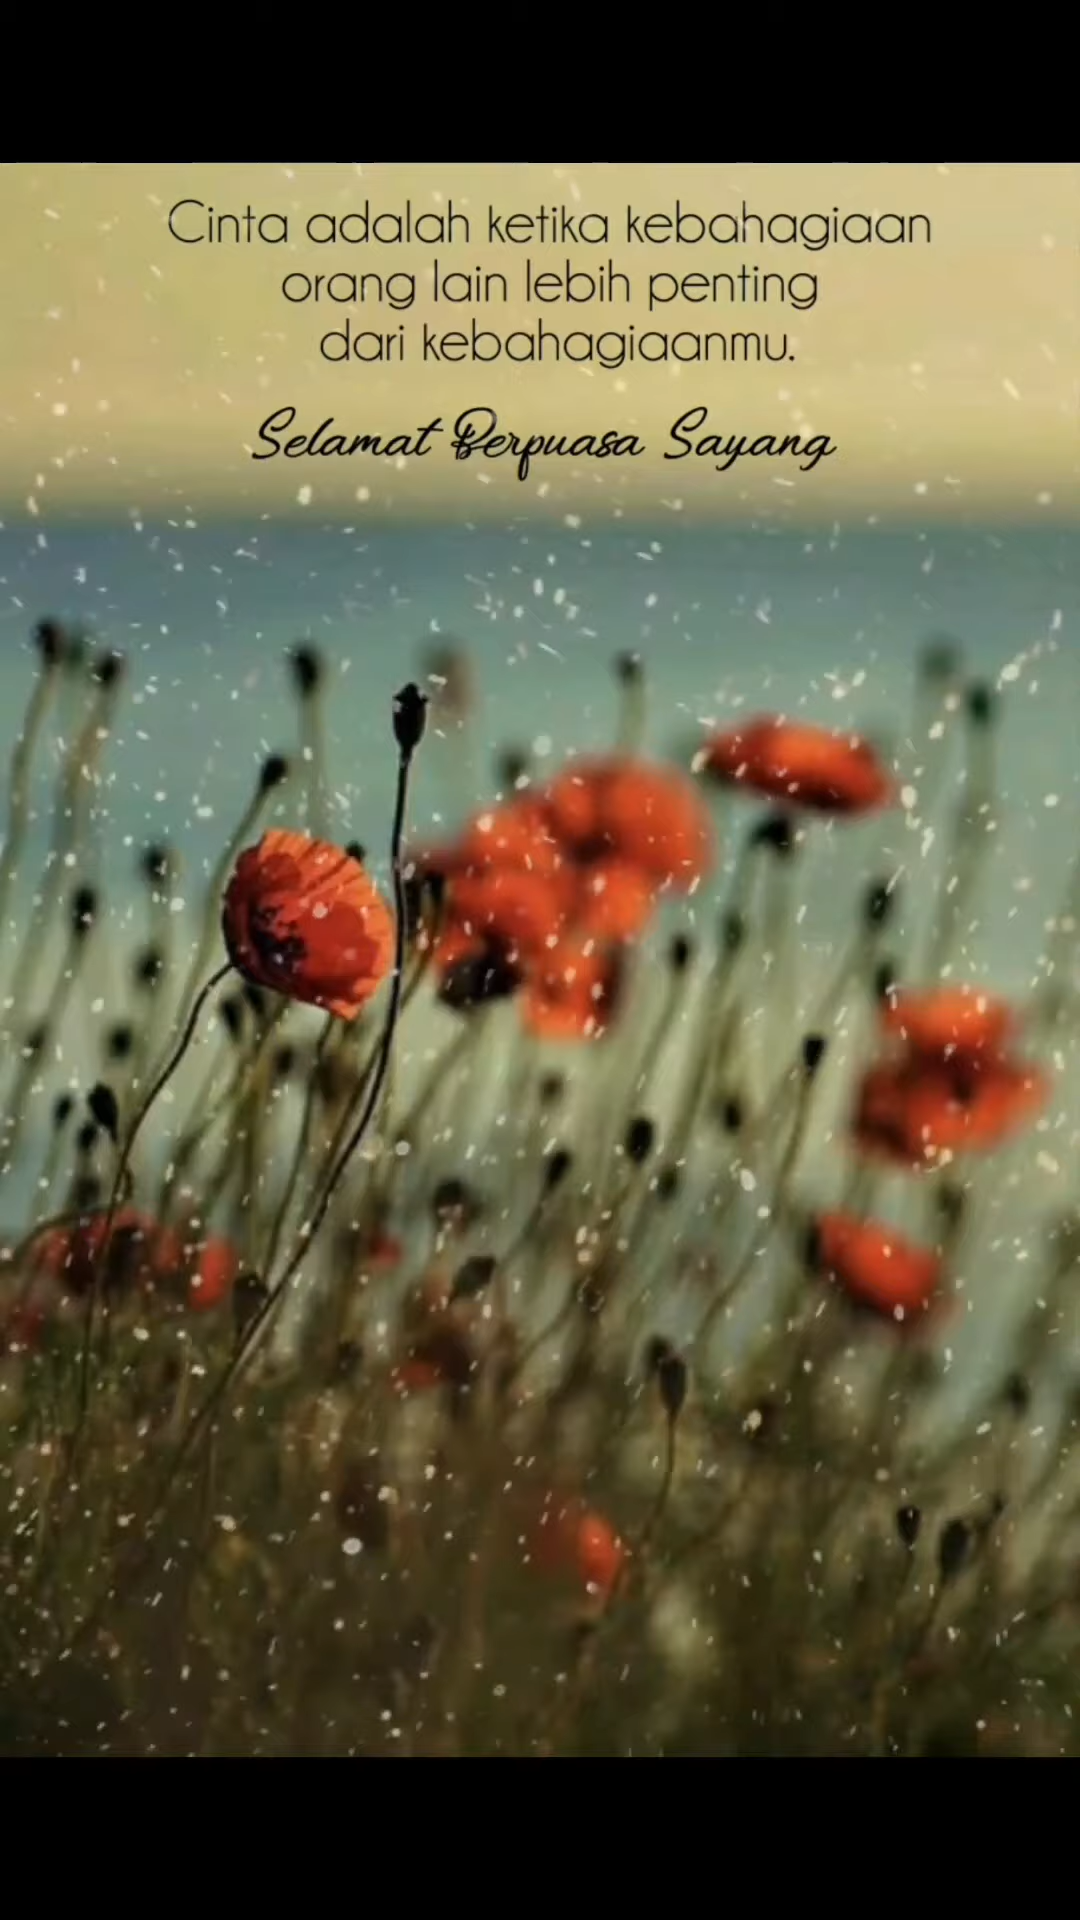 Cinta adalah ketika kebahagiaan
orang lain lebih penting
dari kebahagiaanmu.
Selamat Berpuasa Sayang